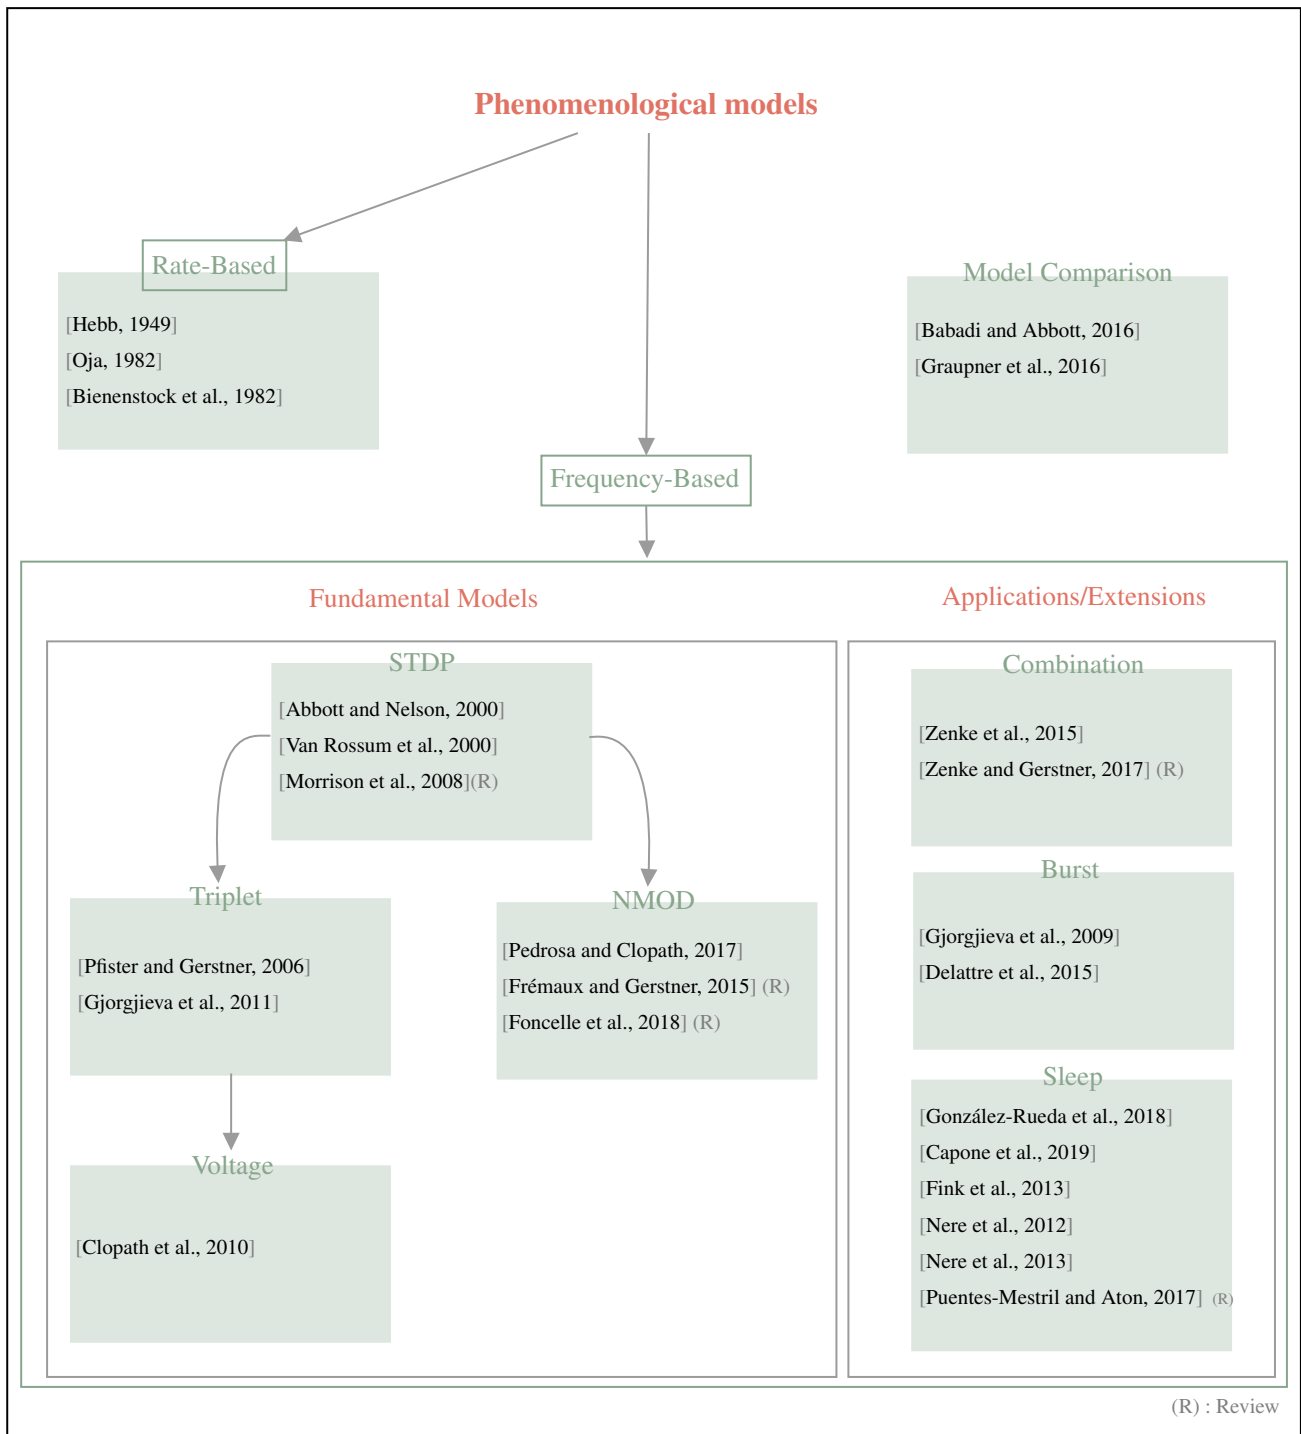 Phenomenological models
Rate-Based
[Hebb, 1949]
[Oja, 1982]
[Bienenstock et al., 1982]
Model Comparison
[Babadi and Abbott, 2016]
[Graupner et al., 2016]
Frequency-Based
Fundamental Models
STDP
[Abbott and Nelson, 2000]
[Van Rossum et al., 2000]
[Morrison et al., 2008](R)
Triplet
[Pfister and Gerstner, 2006]
[Gjorgjieva et al., 2011]
NMOD
[Pedrosa and Clopath, 2017]
[Frémaux and Gerstner, 2015] (R)
[Foncelle et al., 2018] (R)
Voltage
[Clopath et al., 2010]
Applications/Extensions
Combination
[Zenke et al., 2015]
[Zenke and Gerstner, 2017] (R)
Burst
[Gjorgjieva et al., 2009]
[Delattre et al., 2015]
Sleep
[González-Rueda et al., 2018]
[Capone et al., 2019]
[Fink et al., 2013]
[Nere et al., 2012]
[Nere et al., 2013]
[Puentes-Mestril and Aton, 2017] (R)
(R) : Review